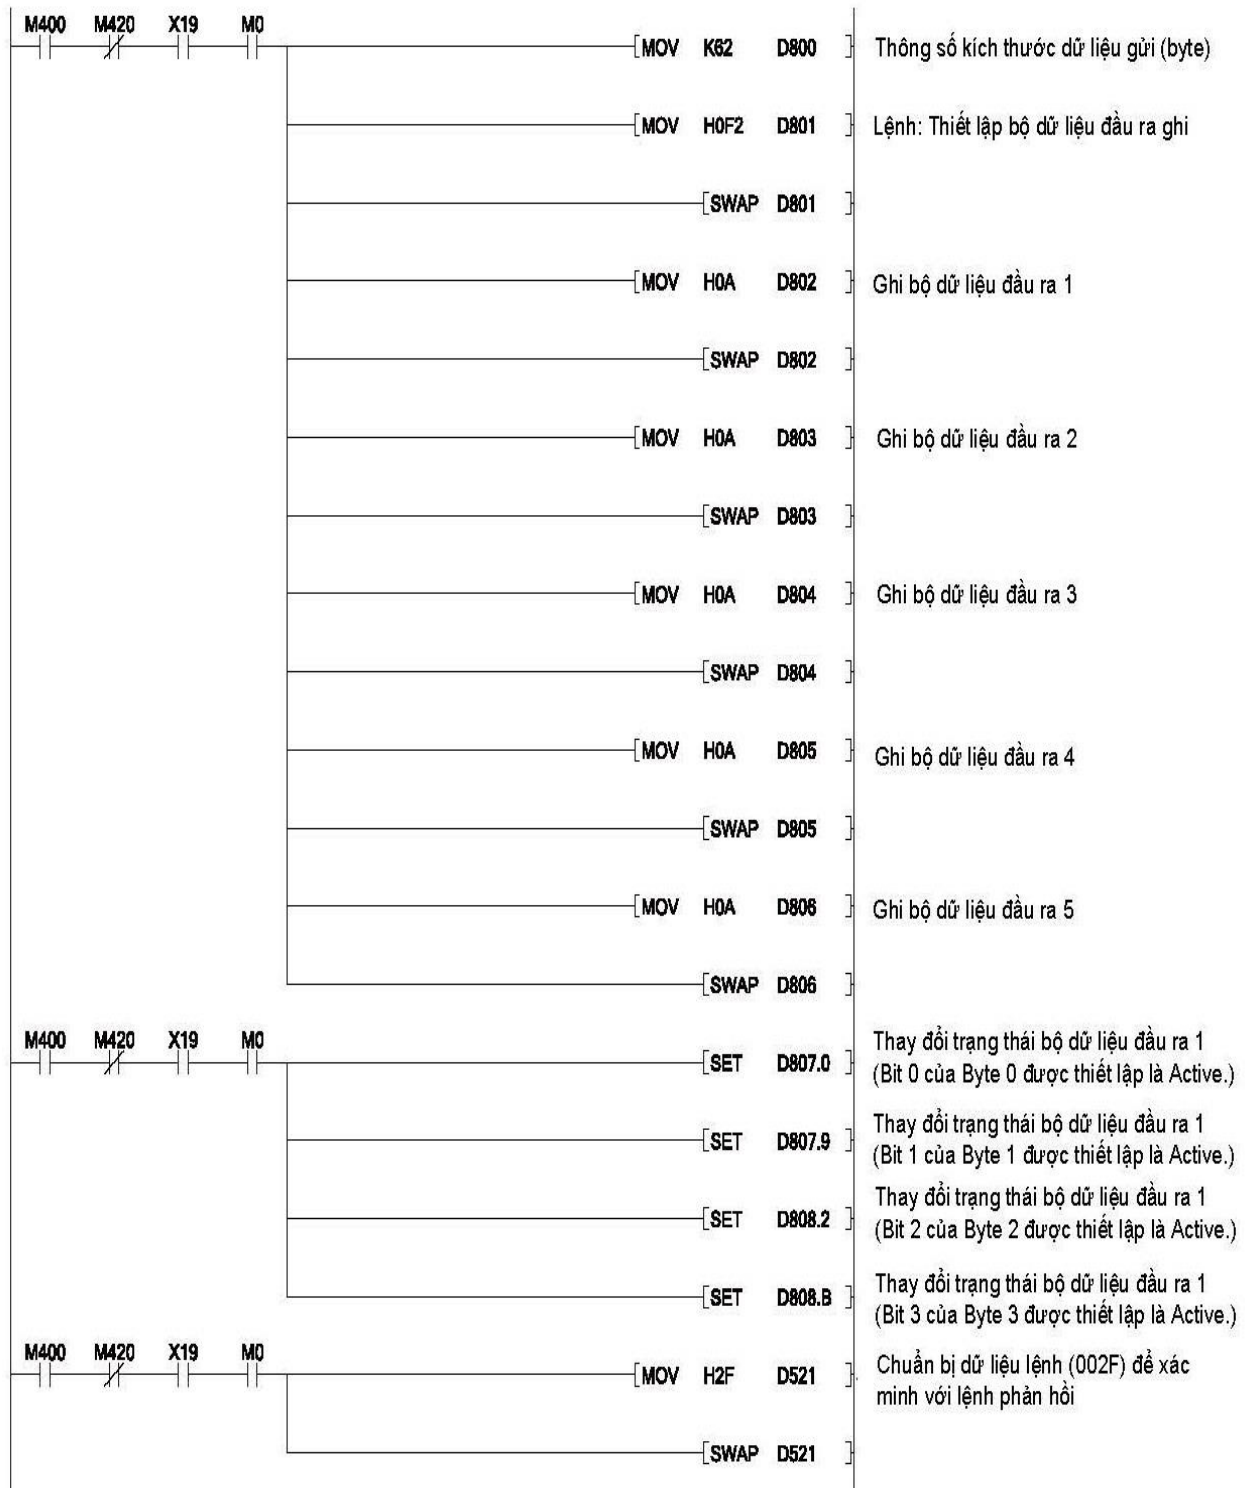 M400 M420 X19 M0
[MOV K62 D800 ] Thông số kích thước dữ liệu gửi (byte)
[MOV H0F2 D801 ] Lệnh: Thiết lập bộ dữ liệu đầu ra ghi
[SWAP D801 ]
[MOV H0A D802 ] Ghi bộ dữ liệu đầu ra 1
[SWAP D802 ]
[MOV H0A D803 ] Ghi bộ dữ liệu đầu ra 2
[SWAP D803 ]
[MOV H0A D804 ] Ghi bộ dữ liệu đầu ra 3
[SWAP D804 ]
[MOV H0A D805 ] Ghi bộ dữ liệu đầu ra 4
[SWAP D805 ]
[MOV H0A D806 ] Ghi bộ dữ liệu đầu ra 5
[SWAP D806 ]
M400 M420 X19 M0
[SET D807.0 ] Thay đổi trạng thái bộ dữ liệu đầu ra 1
(Bit 0 của Byte 0 được thiết lập là Active.)
[SET D807.9 ] Thay đổi trạng thái bộ dữ liệu đầu ra 1
(Bit 1 của Byte 1 được thiết lập là Active.)
[SET D808.2 ] Thay đổi trạng thái bộ dữ liệu đầu ra 1
(Bit 2 của Byte 2 được thiết lập là Active.)
[SET D808.B ] Thay đổi trạng thái bộ dữ liệu đầu ra 1
(Bit 3 của Byte 3 được thiết lập là Active.)
M400 M420 X19 M0
[MOV H2F D521 ] Chuẩn bị dữ liệu lệnh (002F) để xác
minh với lệnh phản hồi
[SWAP D521 ]